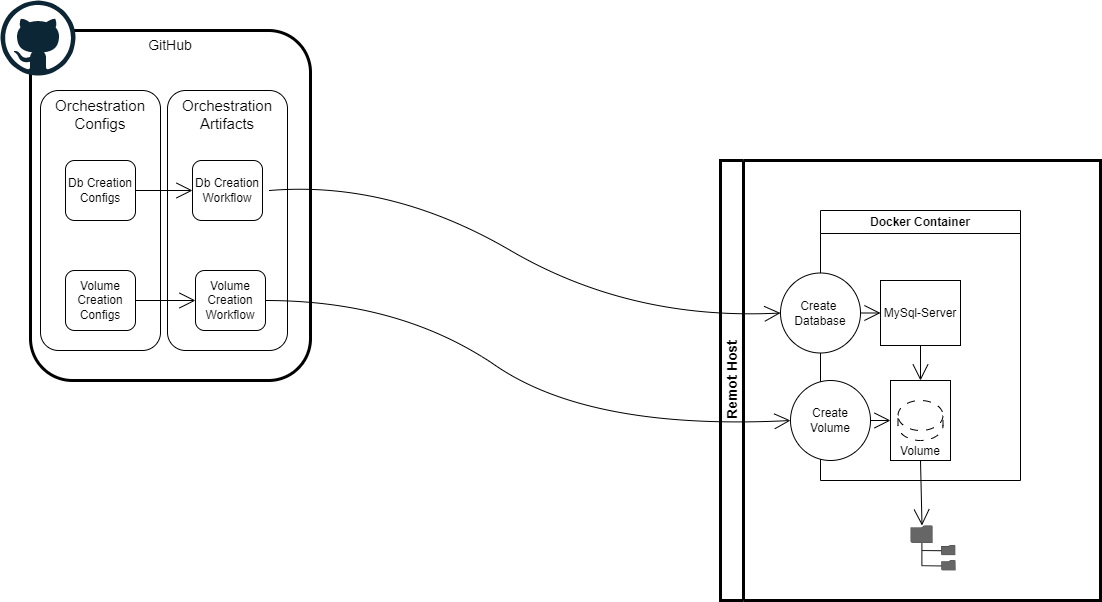 GitHub
Orchestration
Configs
Orchestration
Artifacts
Db Creation
Configs
Db Creation
Workflow
Volume
Creation
Configs
Volume
Creation
Workflow
Remot Host
Docker Container
Create
Database
MySql-Server
Create
Volume
Volume